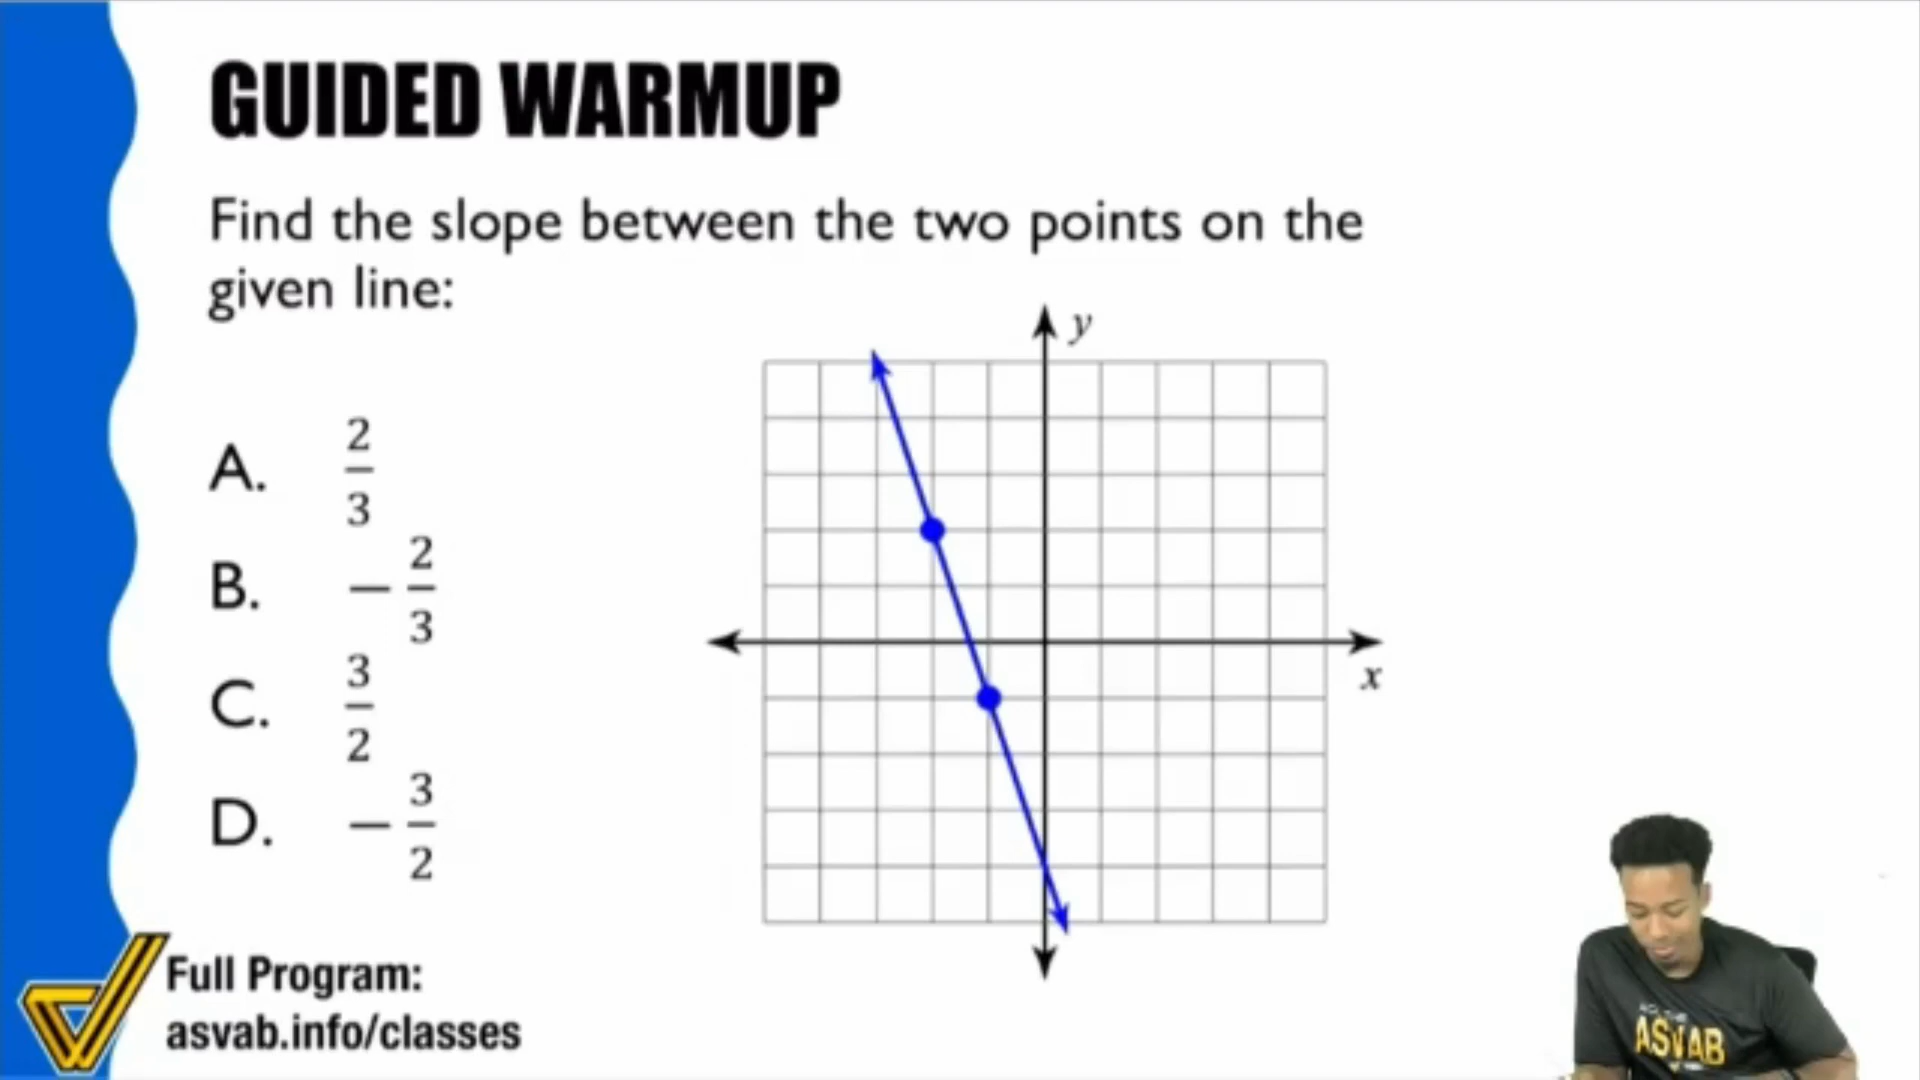 GUIDED WARMUP
Find the slope between the two points on the
given line:
A. 2/3
B. −2/3
C. 3/2
D. −3/2
y
x
Full Program:
asvab.info/classes
ASVAB